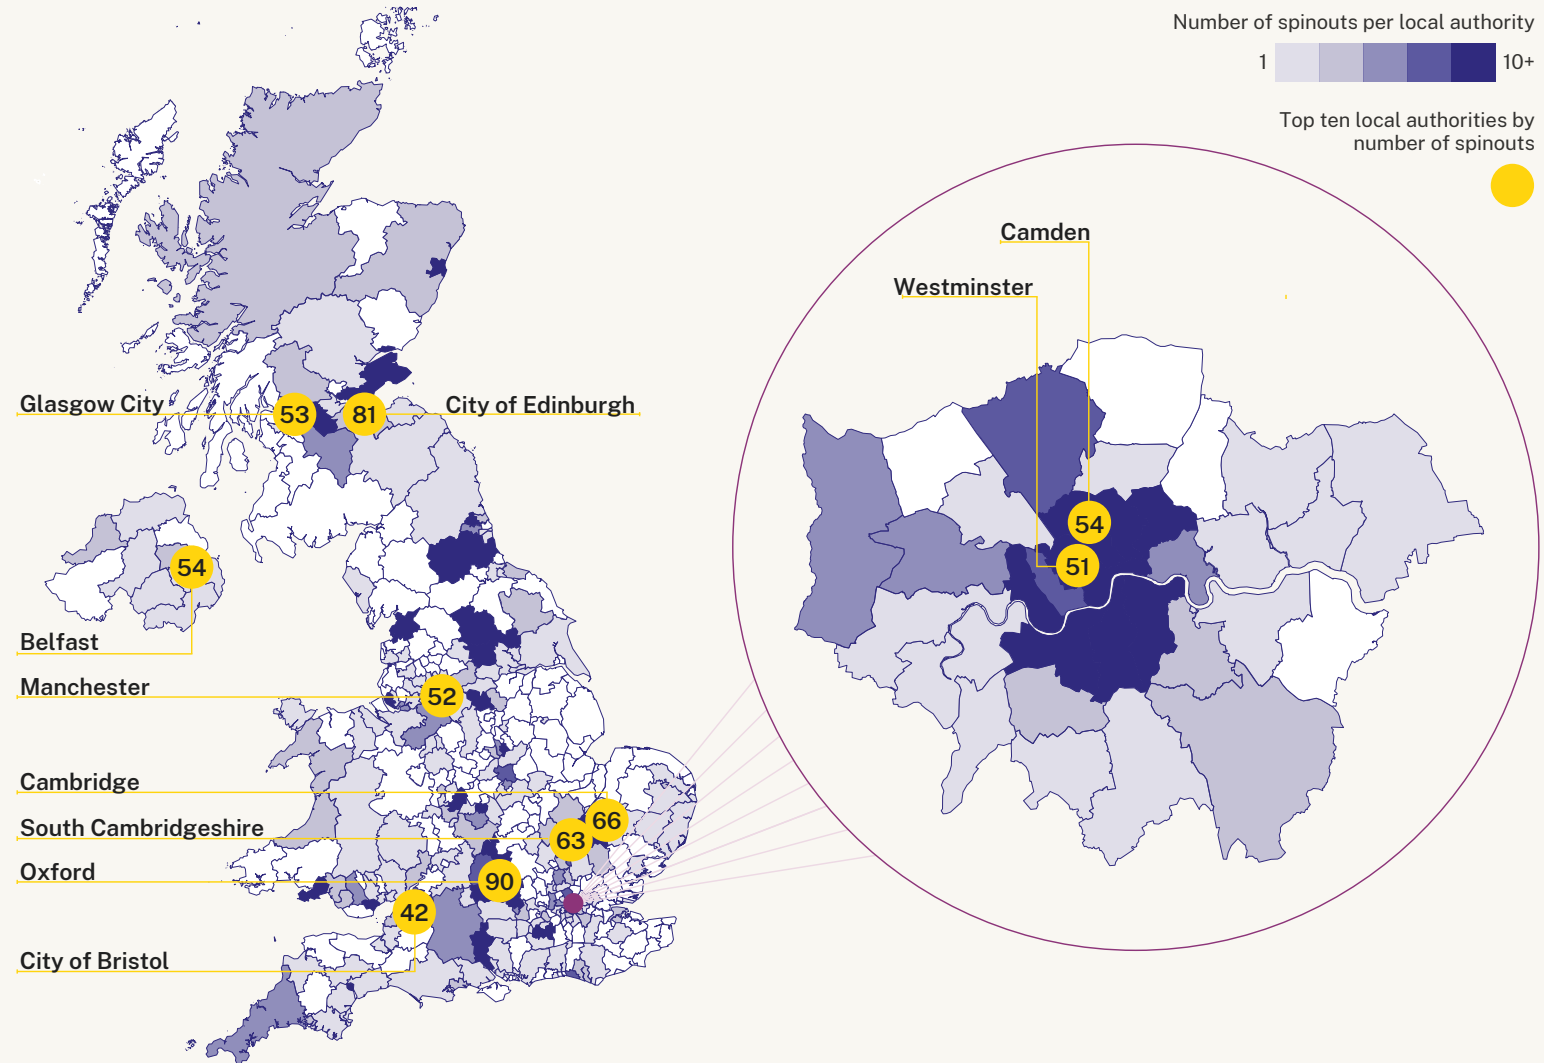 Number of spinouts per local authority
1
10+
Top ten local authorities by
number of spinouts
Camden
Westminster
54
51
Glasgow City
53
81
City of Edinburgh
54
Belfast
Manchester
52
Cambridge
66
South Cambridgeshire
63
Oxford
90
42
City of Bristol